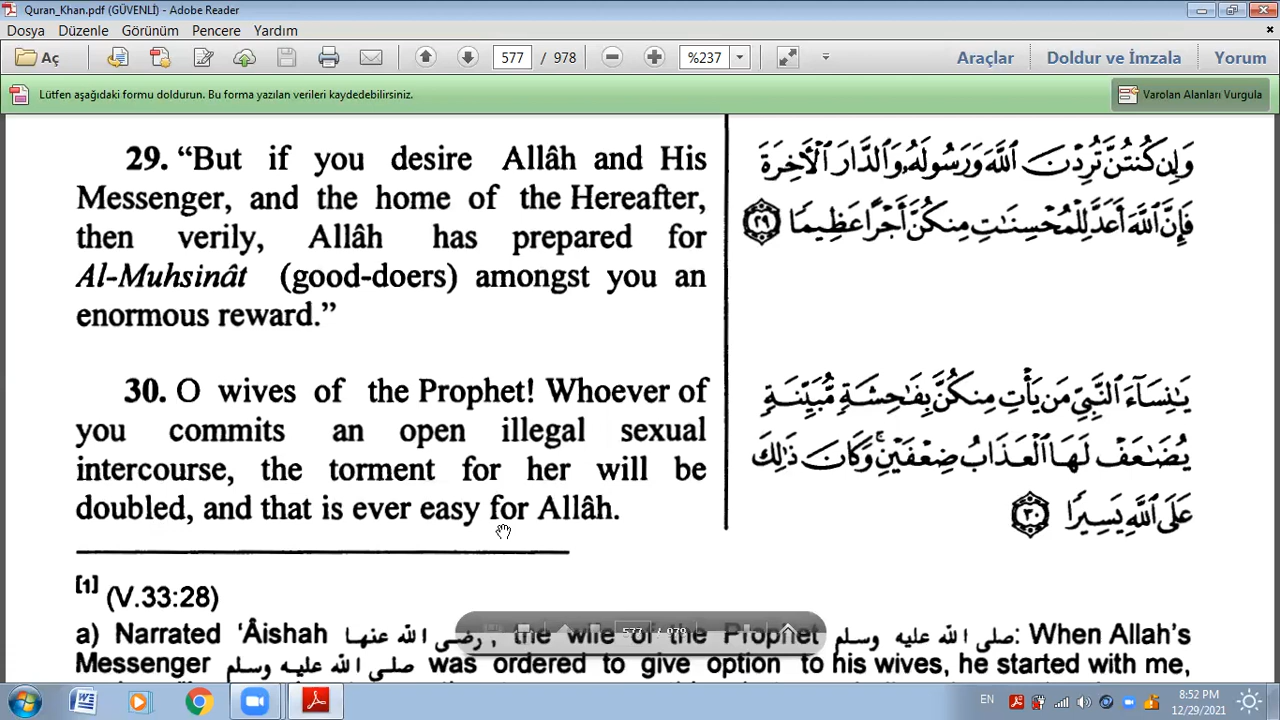 Quran_Khan.pdf (GÜVENLİ) - Adobe Reader
Dosya Düzenle Görünüm Pencere Yardım
Aç 577 / 978 %237 Araçlar Doldur ve İmzala Yorum
Lütfen aşağıdaki formu doldurun. Bu forma yazılan verileri kaydedebilirsiniz. Varolan Alanları Vurgula
29. “But if you desire Allâh and His
Messenger, and the home of the Hereafter,
then verily, Allâh has prepared for
Al-Muhsinât (good-doers) amongst you an
enormous reward.”
وَإِن كُنتُنَّ تُرِدْنَ ٱللَّهَ وَرَسُولَهُۥ وَٱلدَّارَ ٱلْءَاخِرَةَ
فَإِنَّ ٱللَّهَ أَعَدَّ لِلْمُحْسِنَٰتِ مِنكُنَّ أَجْرًا عَظِيمًا ٢٩
30. O wives of the Prophet! Whoever of
you commits an open illegal sexual
intercourse, the torment for her will be
doubled, and that is ever easy for Allâh.
يَٰنِسَآءَ ٱلنَّبِىِّ مَن يَأْتِ مِنكُنَّ بِفَٰحِشَةٍ مُّبَيِّنَةٍ
يُضَٰعَفْ لَهَا ٱلْعَذَابُ ضِعْفَيْنِ ۚ وَكَانَ ذَٰلِكَ
عَلَى ٱللَّهِ يَسِيرًا ٣٠
[1] (V.33:28)
a) Narrated ‘Âishah رضى الله عنها, the wife of the Prophet صلى الله عليه وسلم: When Allah’s
Messenger صلى الله عليه وسلم was ordered to give option to his wives, he started with me,
577 / 978
EN 8:52 PM
12/29/2021